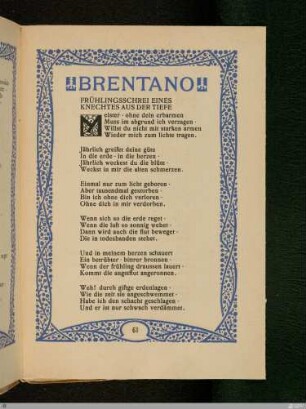 BRENTANO
FRÜHLINGSSCHREI EINES
KNECHTES AUS DER TIEFE
Meister · ohne dein erbarmen
Muss im abgrund ich verzagen ·
Willst du nicht mit starken armen
Wieder mich zum lichte tragen.
Jährlich greifet deine güte
In die erde · in die herzen ·
Jährlich weckest du die blüte ·
Weckst in mir die alten schmerzen.
Einmal nur zum licht geboren ·
Aber tausendmal gestorben ·
Bin ich ohne dich verloren ·
Ohne dich in mir verdorben.
Wenn sich so die erde reget ·
Wenn die luft so sonnig wehet ·
Dann wird auch die flut beweget ·
Die in todesbanden stehet.
Und in meinem herzen schauert
Ein betrübter · bittrer bronnen ·
Wenn der frühling draussen lauert ·
Kommt die angstflut angeronnen.
Weh! durch giftge erdenlagen ·
Wie die zeit sie angeschwemmet ·
Habe ich den schacht geschlagen ·
Und er ist nur schwach verdämmet.
61